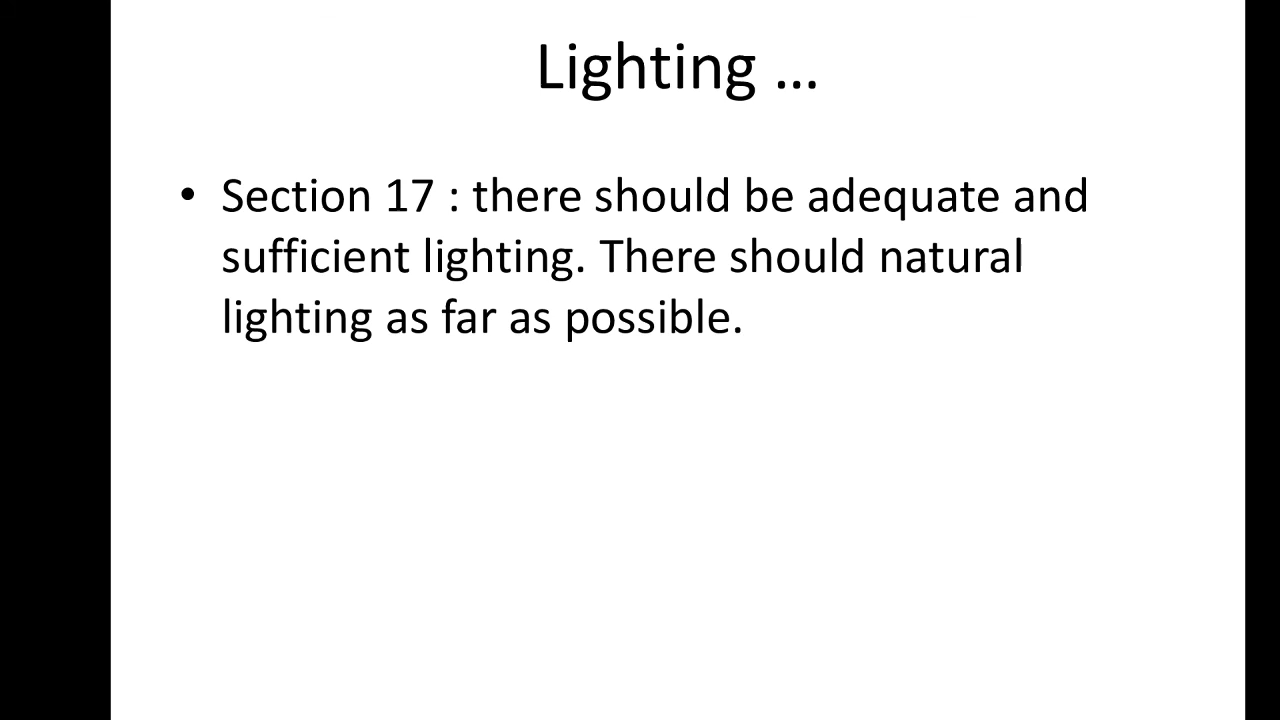 Lighting ...
• Section 17 : there should be adequate and
sufficient lighting. There should natural
lighting as far as possible.